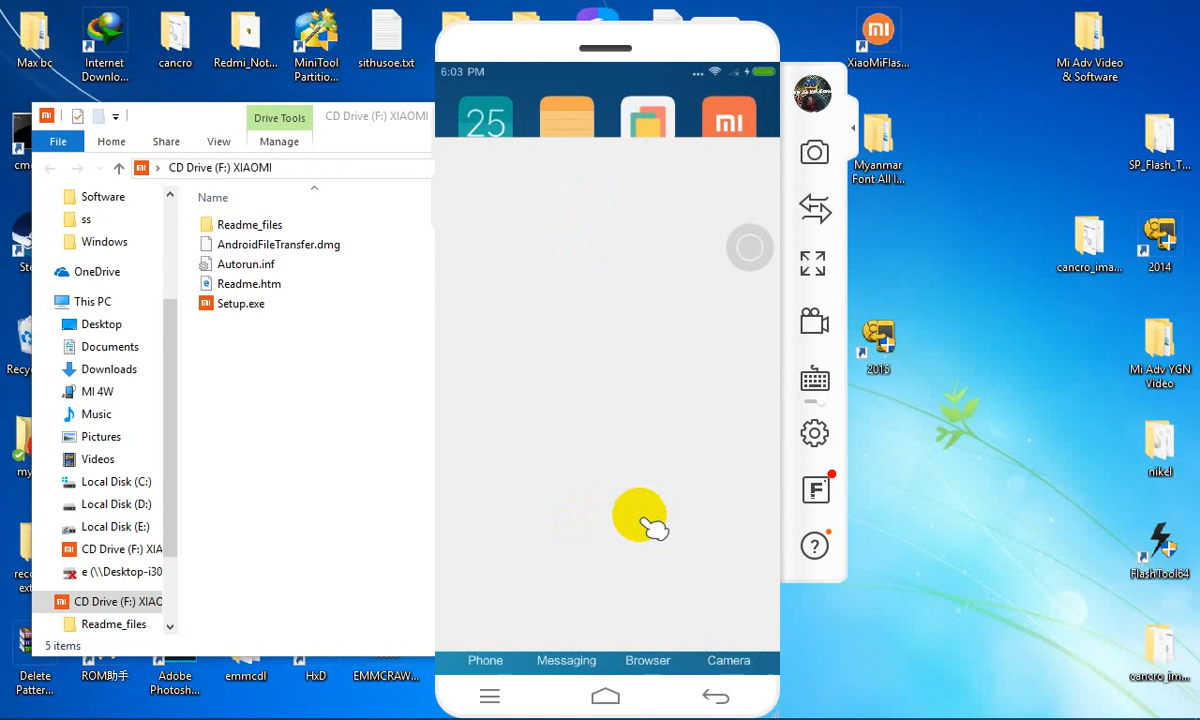 Max bc
Internet
Downlo...
cancro
Redmi_Not...
MiniTool
Partitio...
sithusoe.txt
XiaoMiFlas...
Mi Adv Video
& Software
Myanmar
Font All I...
SP_Flash_T...
cancro_ima...
2014
2015
Mi Adv YGN
Video
nikel
FlashTool64
cancro_im...
Drive Tools
CD Drive (F:) XIAOMI
File
Home
Share
View
Manage
CD Drive (F:) XIAOMI
Software
ss
Windows
OneDrive
This PC
Desktop
Documents
Downloads
MI 4W
Music
Pictures
Videos
Local Disk (C:)
Local Disk (D:)
Local Disk (E:)
CD Drive (F:) XIA
e (\\Desktop-i30
CD Drive (F:) XIAO
Readme_files
5 items
Name
Readme_files
AndroidFileTransfer.dmg
Autorun.inf
Readme.htm
Setup.exe
6:03 PM
25
Phone
Messaging
Browser
Camera
Delete
Patter...
ROM助手
Adobe
Photosh...
emmcdl
HxD
EMMCRAW...